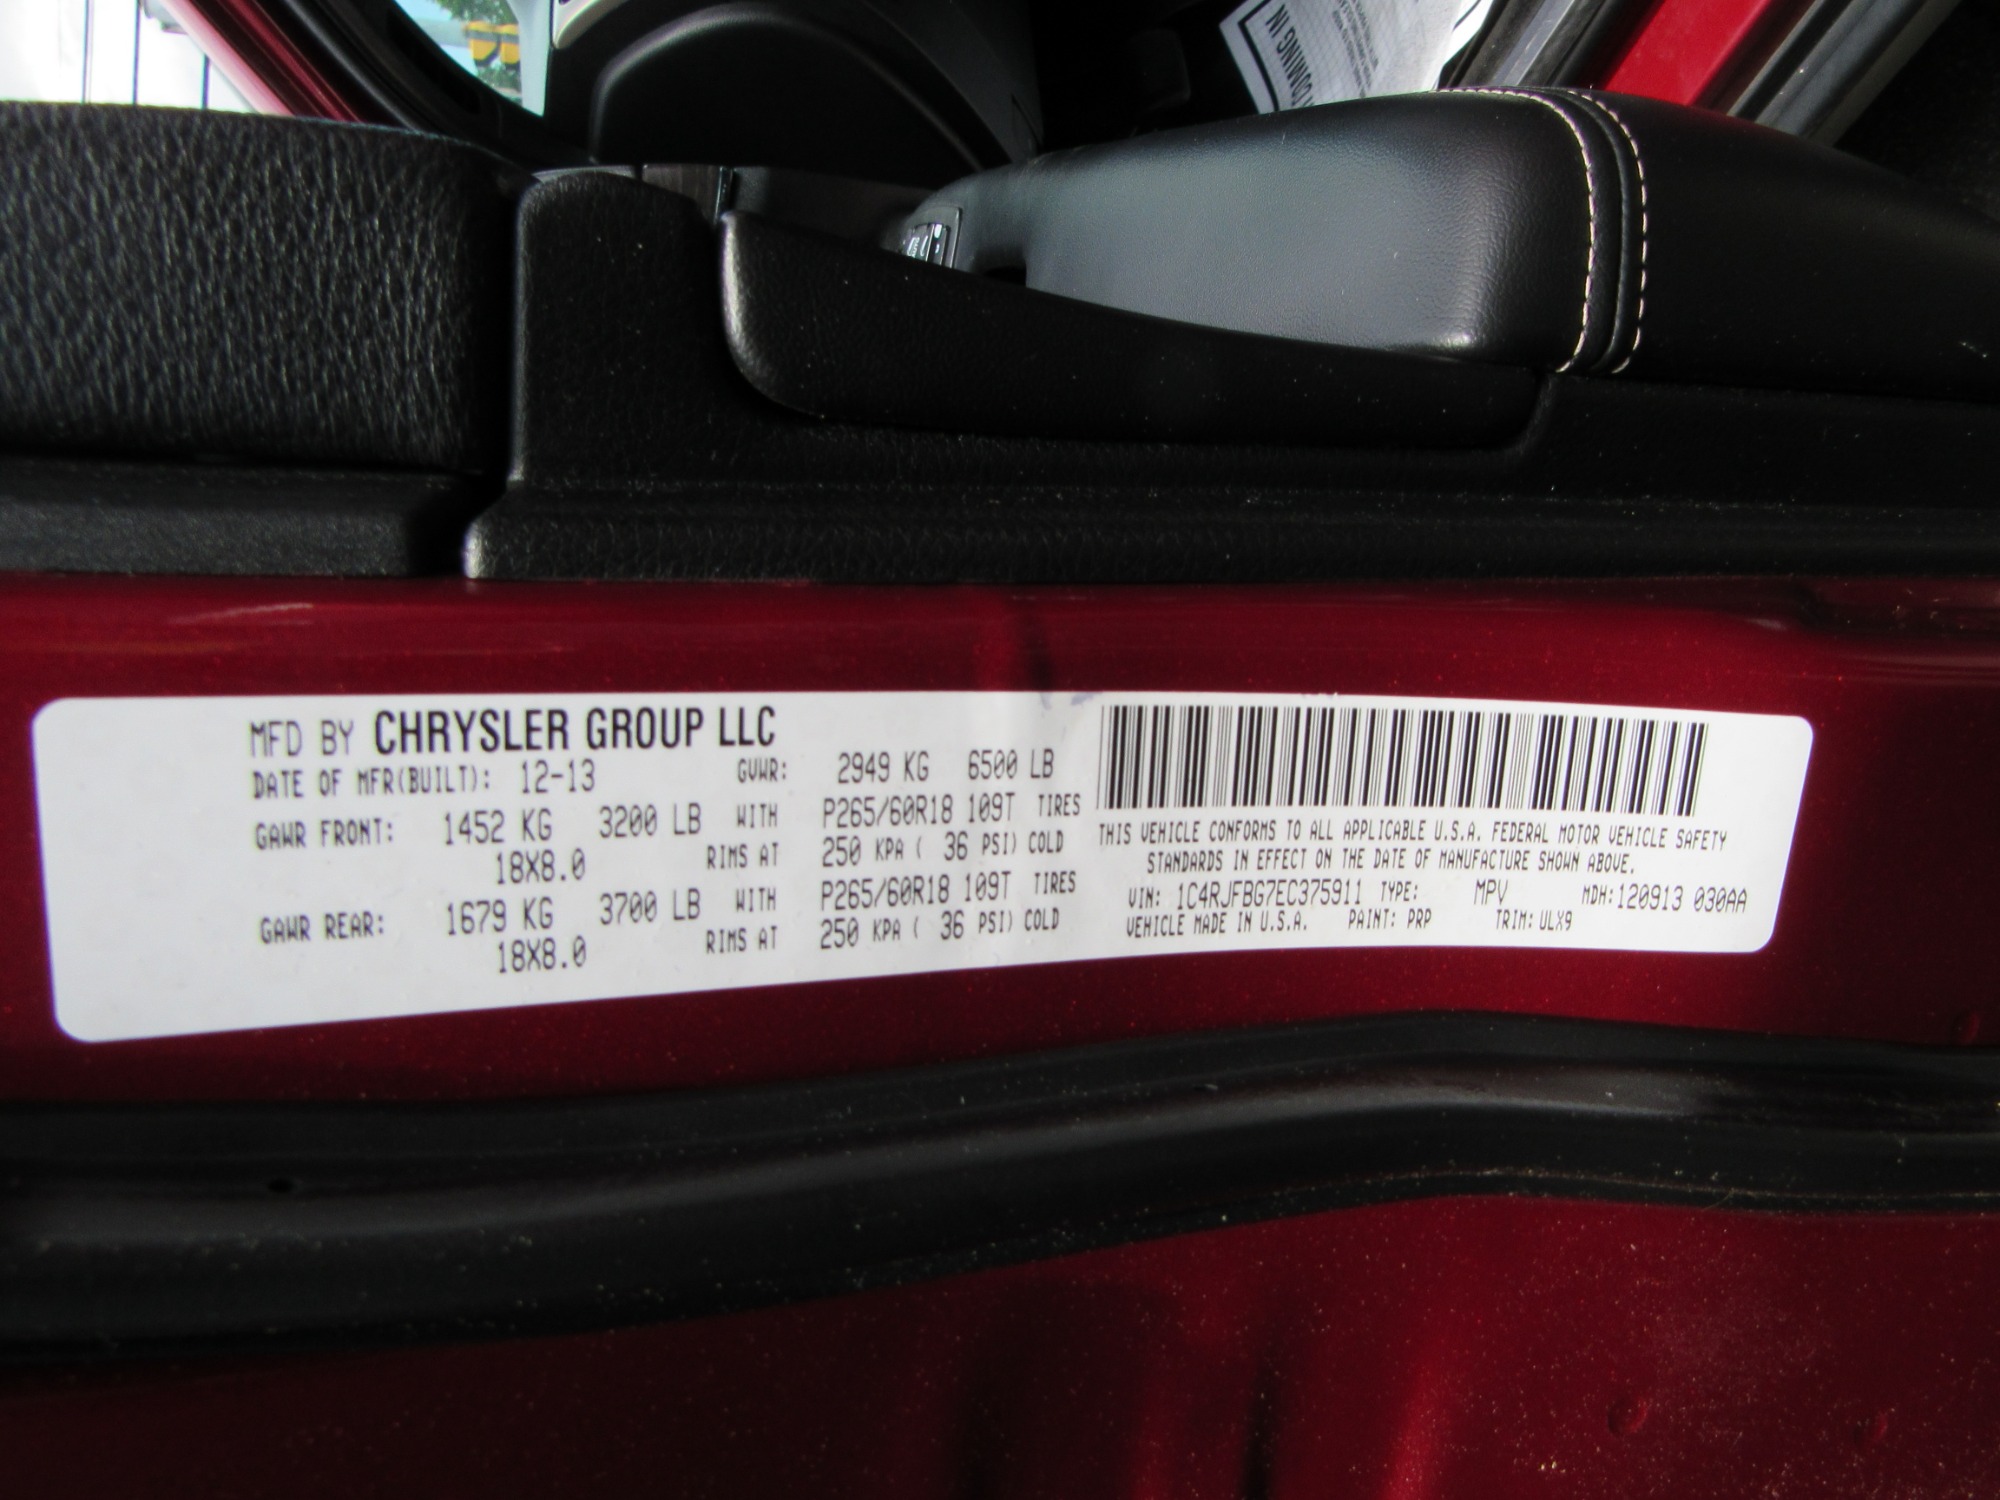 TOWING IN
MFD BY CHRYSLER GROUP LLC
DATE OF MFR(BUILT): 12-13 GVWR: 2949 KG 6500 LB
GAWR FRONT: 1452 KG 3200 LB WITH P265/60R18 109T TIRES
18X8.0 RIMS AT 250 KPA ( 36 PSI) COLD
GAWR REAR: 1679 KG 3700 LB WITH P265/60R18 109T TIRES
18X8.0 RIMS AT 250 KPA ( 36 PSI) COLD
THIS VEHICLE CONFORMS TO ALL APPLICABLE U.S.A. FEDERAL MOTOR VEHICLE SAFETY
STANDARDS IN EFFECT ON THE DATE OF MANUFACTURE SHOWN ABOVE.
VIN: 1C4RJFBG7EC375911 TYPE: MPV MDH:120913 030AA
VEHICLE MADE IN U.S.A. PAINT: PRP TRIM: ULX9